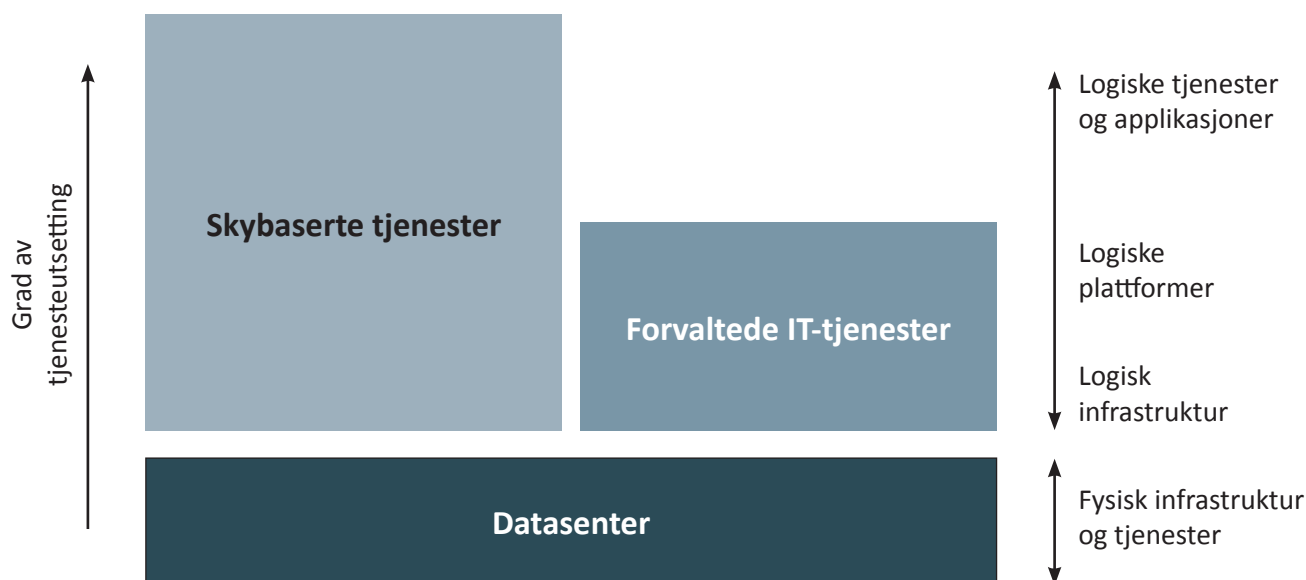 Grad av
tjenesteutsetting
Skybaserte tjenester
Forvaltede IT-tjenester
Datasenter
Logiske tjenester
og applikasjoner
Logiske
plattformer
Logisk
infrastruktur
Fysisk infrastruktur
og tjenester